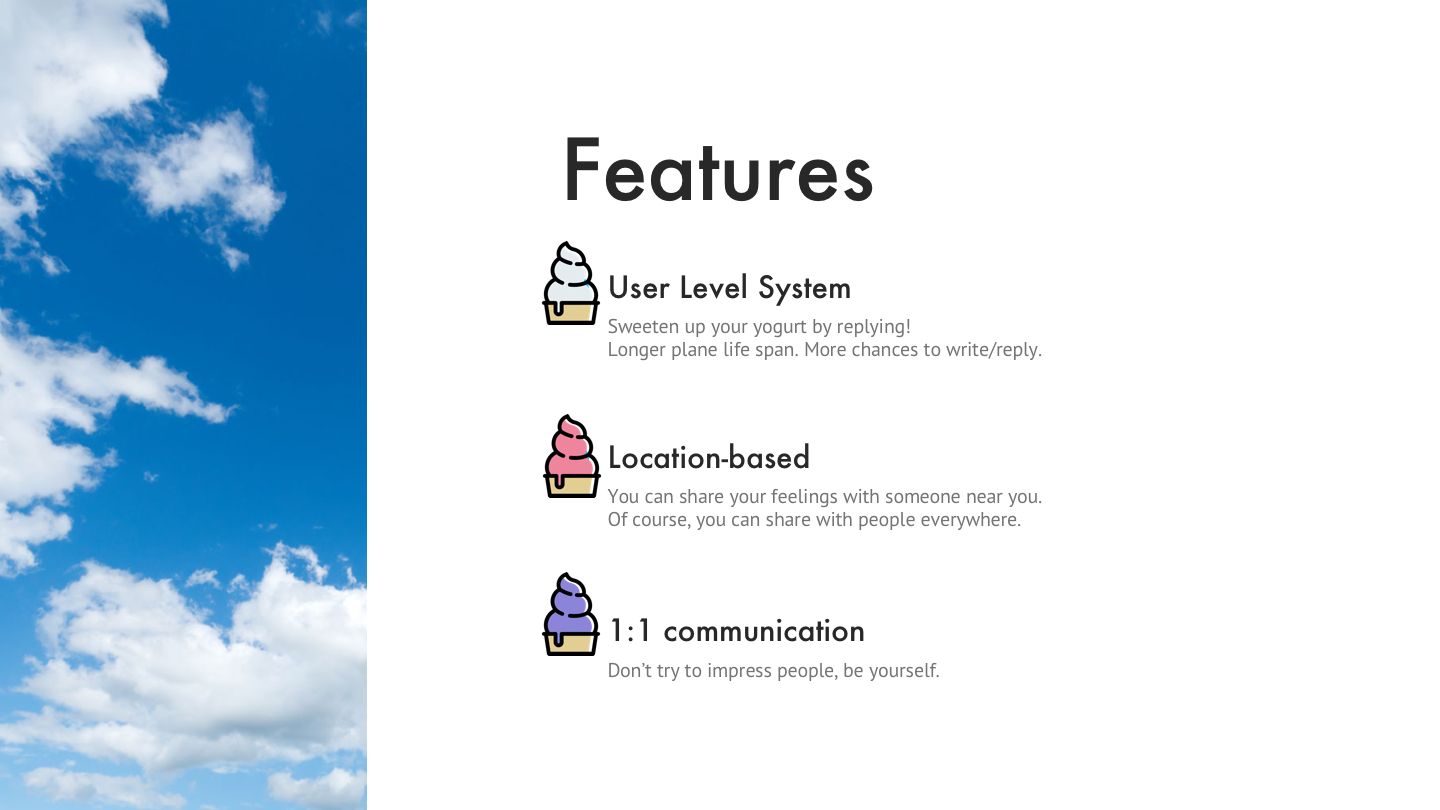 Features
User Level System
Sweeten up your yogurt by replying!
Longer plane life span. More chances to write/reply.
Location-based
You can share your feelings with someone near you.
Of course, you can share with people everywhere.
1:1 communication
Don’t try to impress people, be yourself.